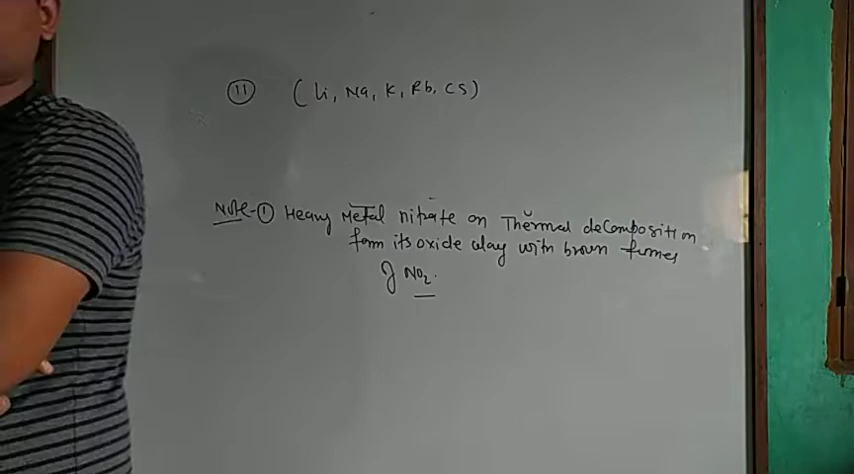 (11) (Li, Na, K, Rb, CS)
Note-① Heavy Metal nitrate on Thermal decomposition
form its oxide alay with brown fumes
of NO₂.